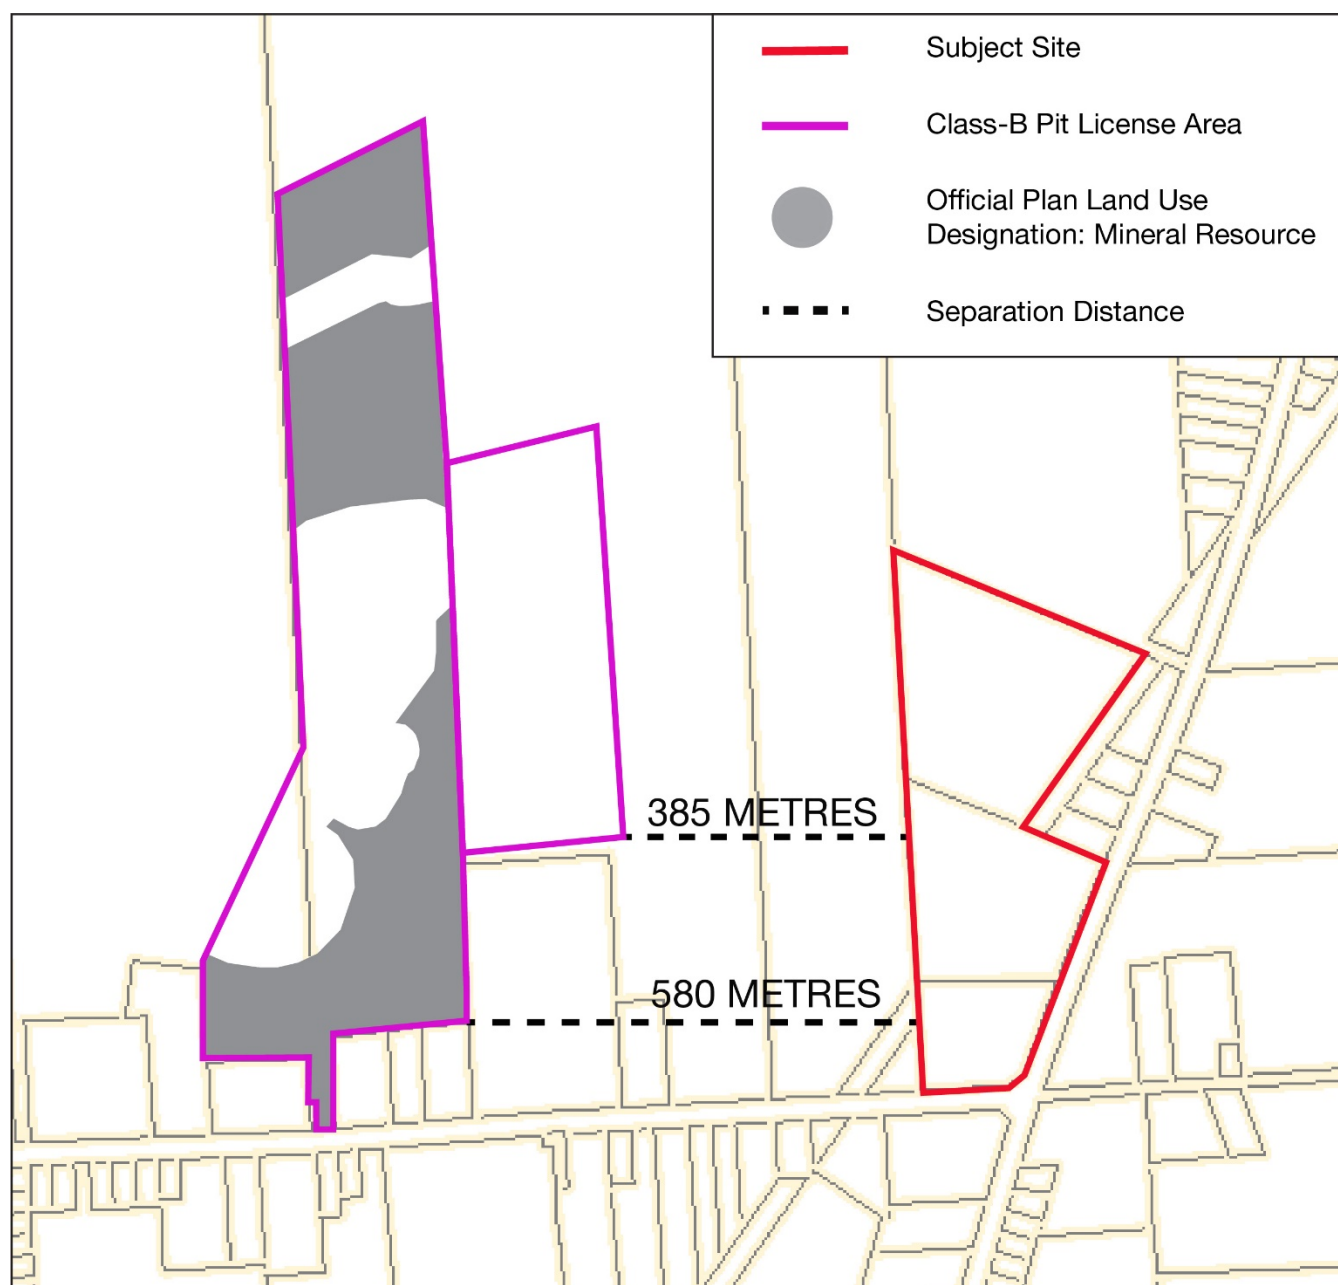 Subject Site
Class-B Pit License Area
Official Plan Land Use
Designation: Mineral Resource
Separation Distance
385 METRES
580 METRES